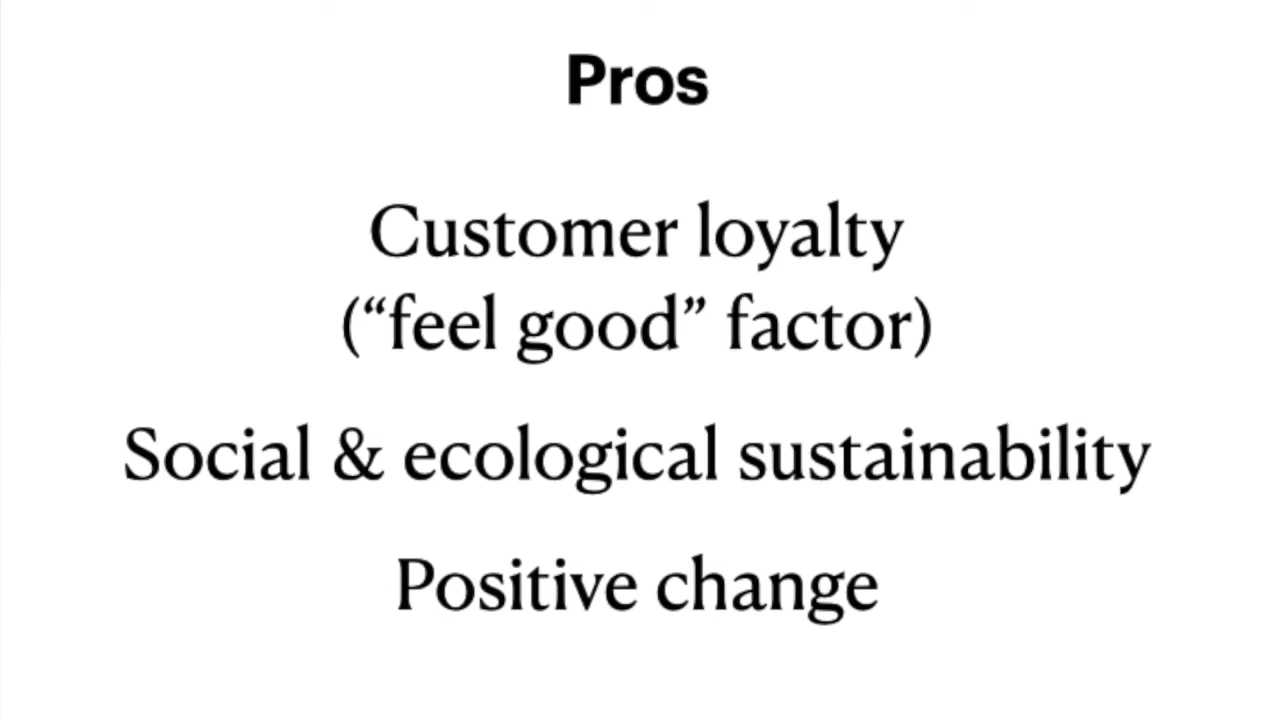 Pros
Customer loyalty
(“feel good” factor)
Social & ecological sustainability
Positive change